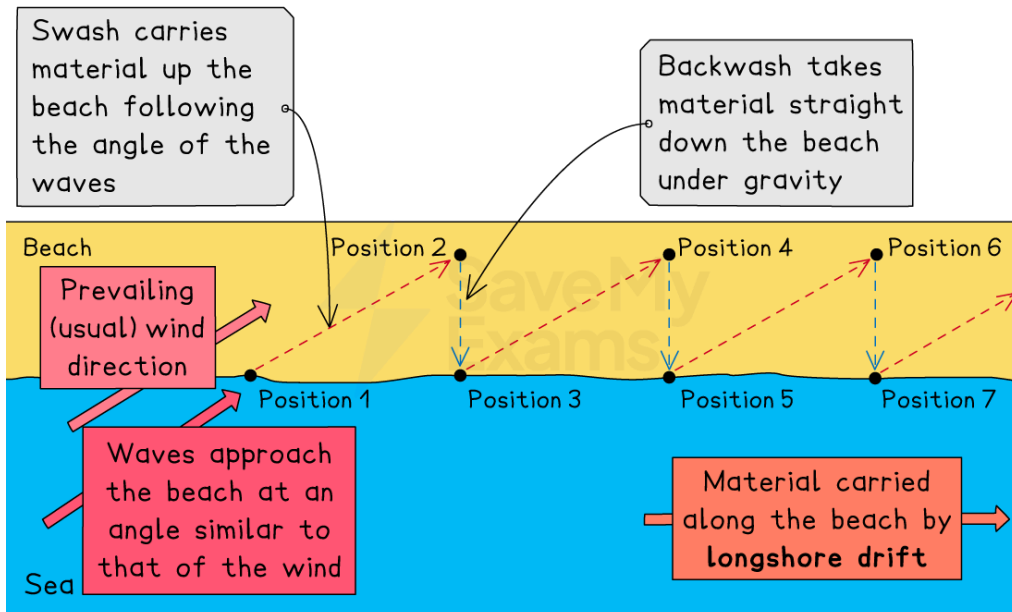 Swash carries
material up the
beach following
the angle of the
waves
Backwash takes
material straight
down the beach
under gravity
Beach
Position 2
Position 4
Position 6
SaveMy
Exams
Prevailing
(usual) wind
direction
Position 1
Position 3
Position 5
Position 7
Waves approach
the beach at an
angle similar to
that of the wind
Material carried
along the beach by
longshore drift
Sea